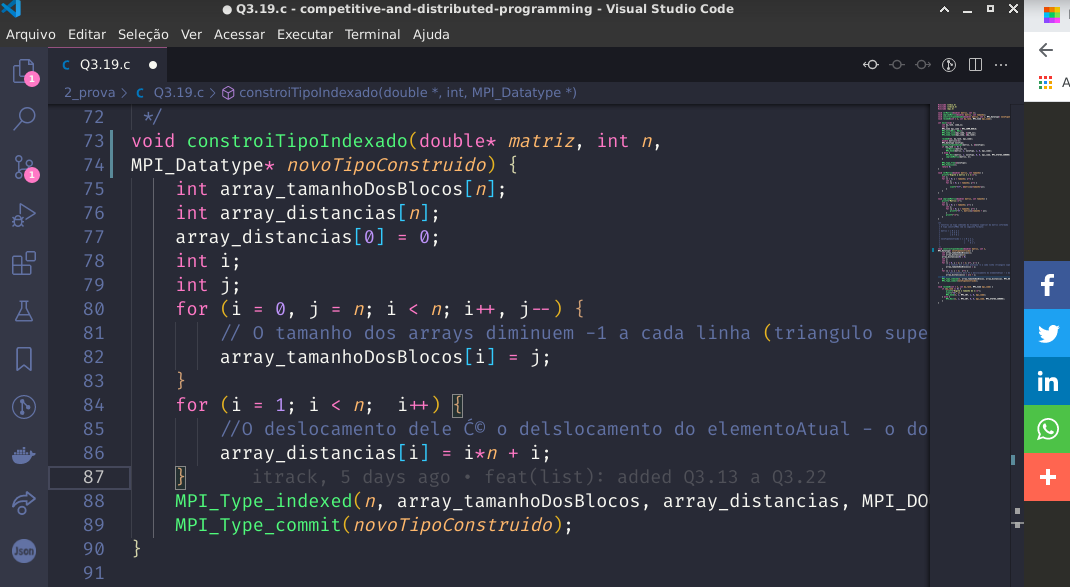 Q3.19.c - competitive-and-distributed-programming - Visual Studio Code
Arquivo Editar Seleção Ver Acessar Executar Terminal Ajuda
C Q3.19.c
2_prova > C Q3.19.c > constroiTipoIndexado(double *, int, MPI_Datatype *)
72 */
73 void constroiTipoIndexado(double* matriz, int n,
74 MPI_Datatype* novoTipoConstruido) {
75 int array_tamanhoDosBlocos[n];
76 int array_distancias[n];
77 array_distancias[0] = 0;
78 int i;
79 int j;
80 for (i = 0, j = n; i < n; i++, j--) {
81 // O tamanho dos arrays diminuem -1 a cada linha (triangulo supe
82 array_tamanhoDosBlocos[i] = j;
83 }
84 for (i = 1; i < n;  i++) {
85 //O deslocamento dele Ć© o delslocamento do elementoAtual - o do
86 array_distancias[i] = i*n + i;
87 } itrack, 5 days ago • feat(list): added Q3.13 a Q3.22
88 MPI_Type_indexed(n, array_tamanhoDosBlocos, array_distancias, MPI_DO
89 MPI_Type_commit(novoTipoConstruido);
90 }
91
1
1
Json
A
f
in
+